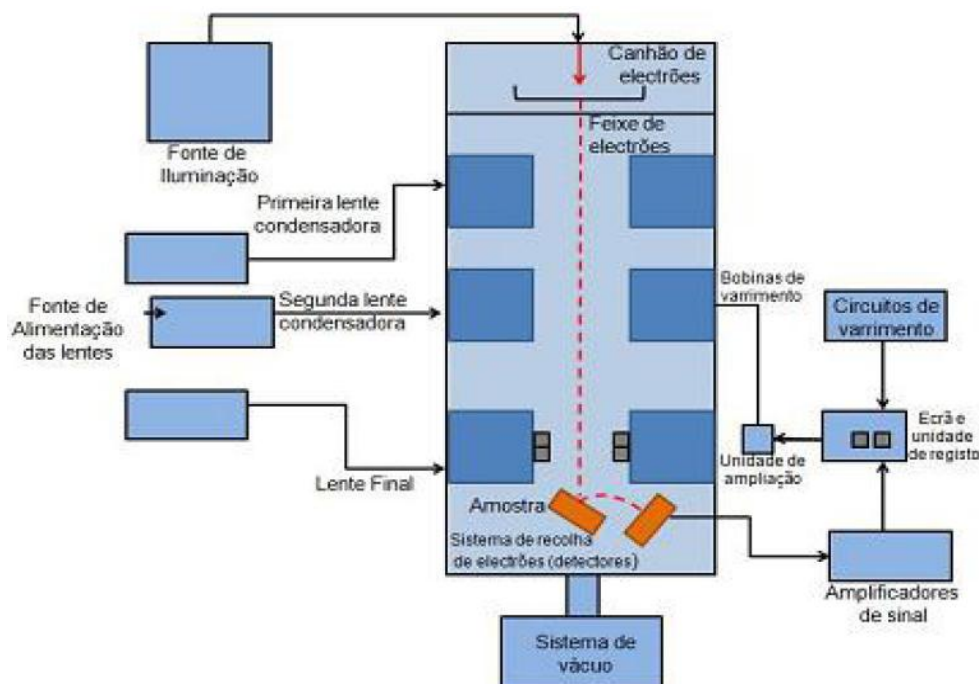 Canhão de
electrões
Fonte de
Iluminação
Feixe de
electrões
Primeira lente
condensadora
Fonte de
Alimentação
das lentes
Segunda lente
condensadora
Bobinas de
varrimento
Circuitos de
varrimento
Ecrã e
unidade
de registo
Unidade de
ampliação
Lente Final
Amostra
Sistema de recolha
de electrões (detectores)
Amplificadores
de sinal
Sistema de
vácuo